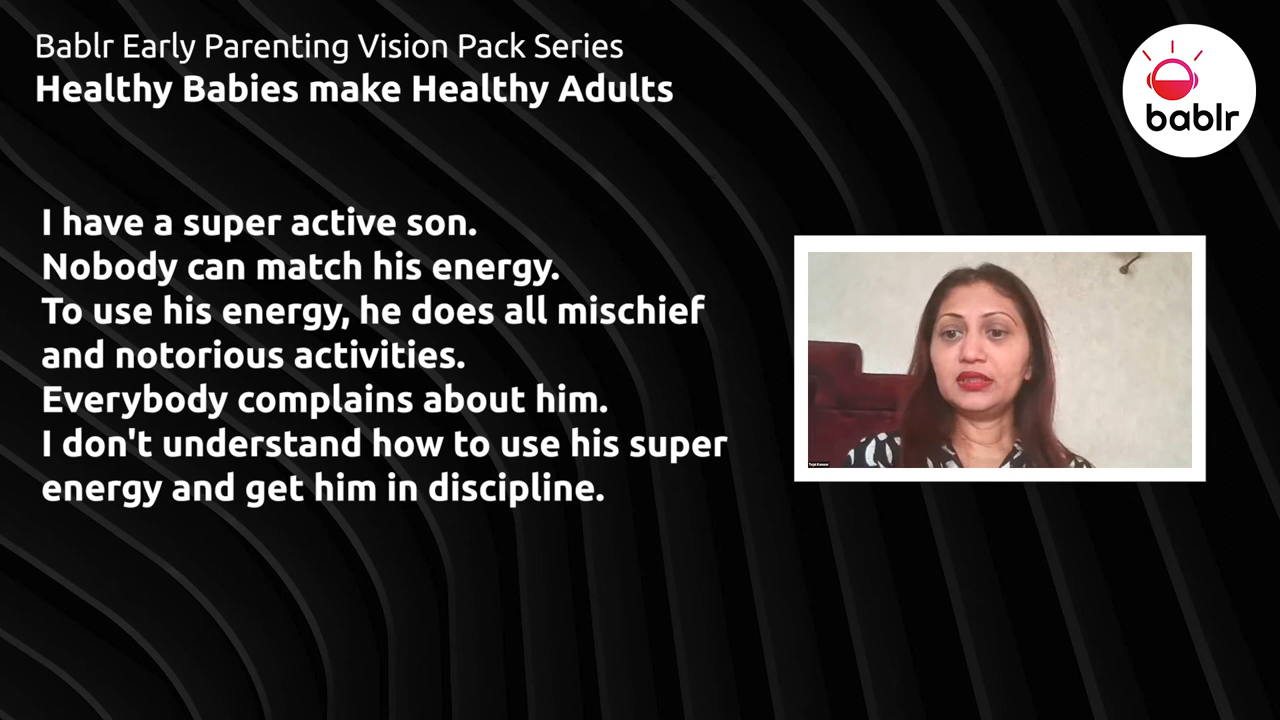 Bablr Early Parenting Vision Pack Series
Healthy Babies make Healthy Adults
bablr
I have a super active son.
Nobody can match his energy.
To use his energy, he does all mischief
and notorious activities.
Everybody complains about him.
I don't understand how to use his super
energy and get him in discipline.